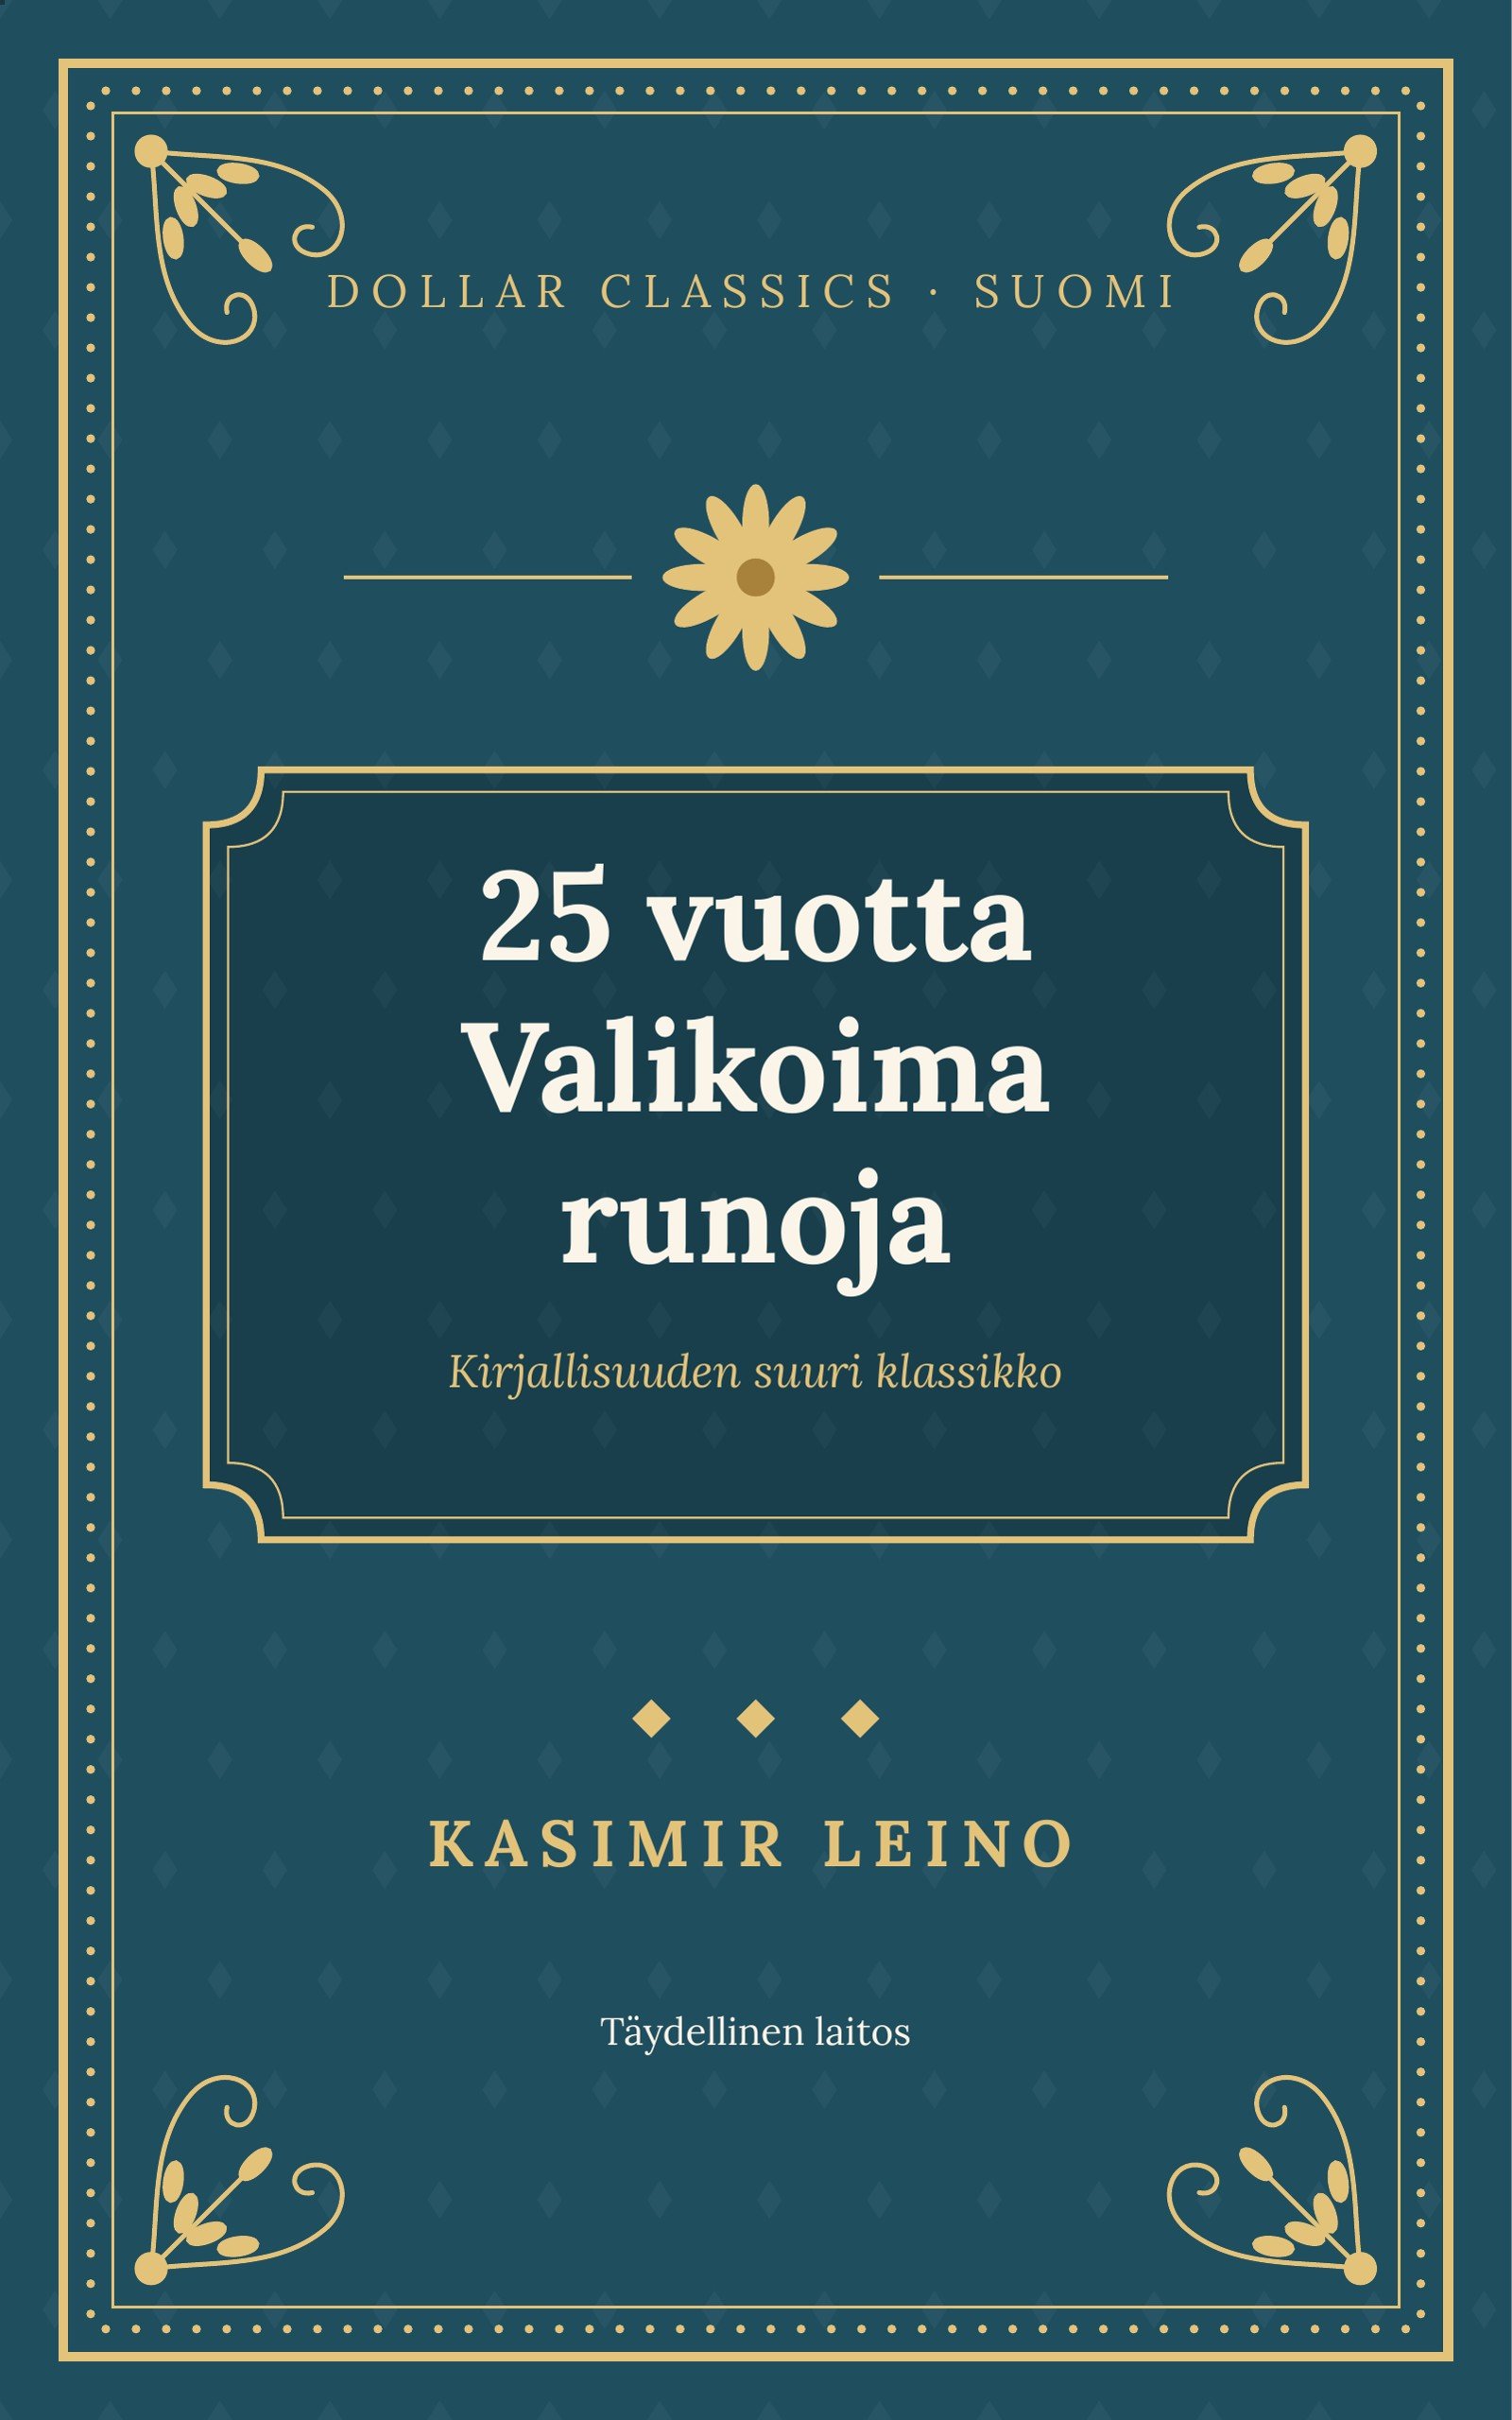 DOLLAR CLASSICS · SUOMI
25 vuotta
Valikoima
runoja
Kirjallisuuden suuri klassikko
KASIMIR LEINO
Täydellinen laitos